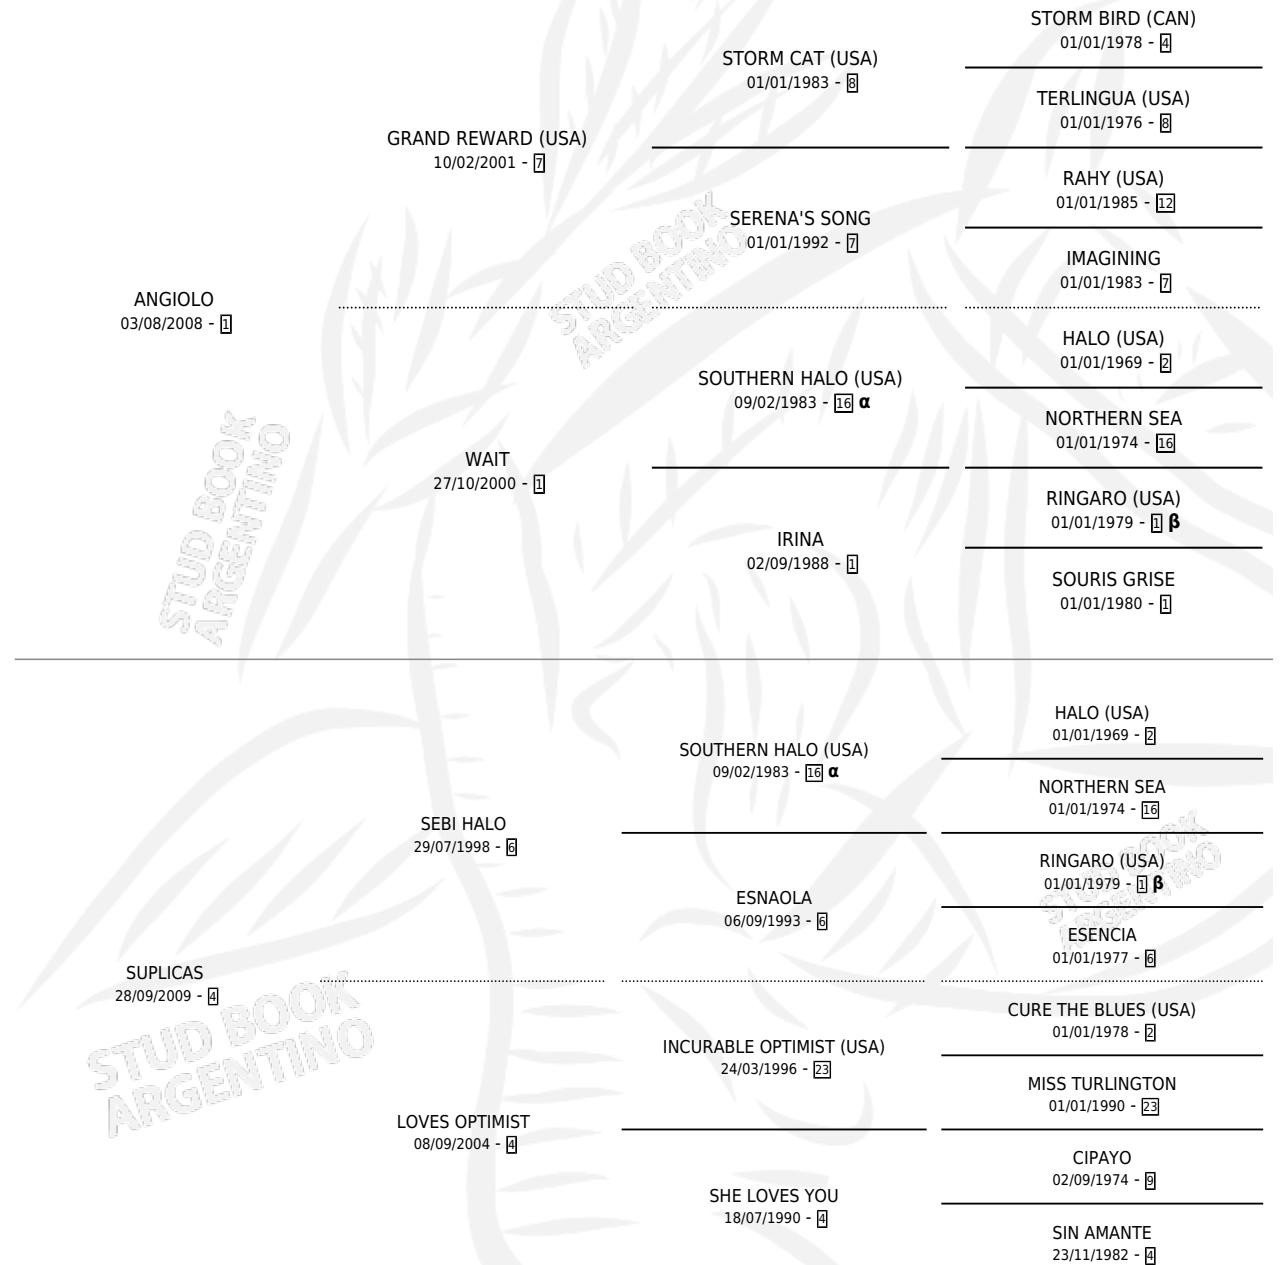 STORM BIRD (CAN)
01/01/1978 - 4
STORM CAT (USA)
01/01/1983 - 8
TERLINGUA (USA)
01/01/1976 - 8
GRAND REWARD (USA)
10/02/2001 - 7
RAHY (USA)
01/01/1985 - 12
SERENA'S SONG
01/01/1992 - 7
IMAGINING
01/01/1983 - 7
ANGIOLO
03/08/2008 - 1
HALO (USA)
01/01/1969 - 2
SOUTHERN HALO (USA)
09/02/1983 - 16 α
NORTHERN SEA
01/01/1974 - 16
WAIT
27/10/2000 - 1
RINGARO (USA)
01/01/1979 - 1 β
IRINA
02/09/1988 - 1
SOURIS GRISE
01/01/1980 - 1
HALO (USA)
01/01/1969 - 2
SOUTHERN HALO (USA)
09/02/1983 - 16 α
NORTHERN SEA
01/01/1974 - 16
SEBI HALO
29/07/1998 - 6
RINGARO (USA)
01/01/1979 - 1 β
ESNAOLA
06/09/1993 - 6
ESENCIA
01/01/1977 - 6
SUPLICAS
28/09/2009 - 4
CURE THE BLUES (USA)
01/01/1978 - 2
INCURABLE OPTIMIST (USA)
24/03/1996 - 23
MISS TURLINGTON
01/01/1990 - 23
LOVES OPTIMIST
08/09/2004 - 4
CIPAYO
02/09/1974 - 9
SHE LOVES YOU
18/07/1990 - 4
SIN AMANTE
23/11/1982 - 4
STUD BOOK
ARGENTINO
STUD BOOK
ARGENTINO
STUD BOOK
ARGENTINO
STUD BOOK
ARGENTINO